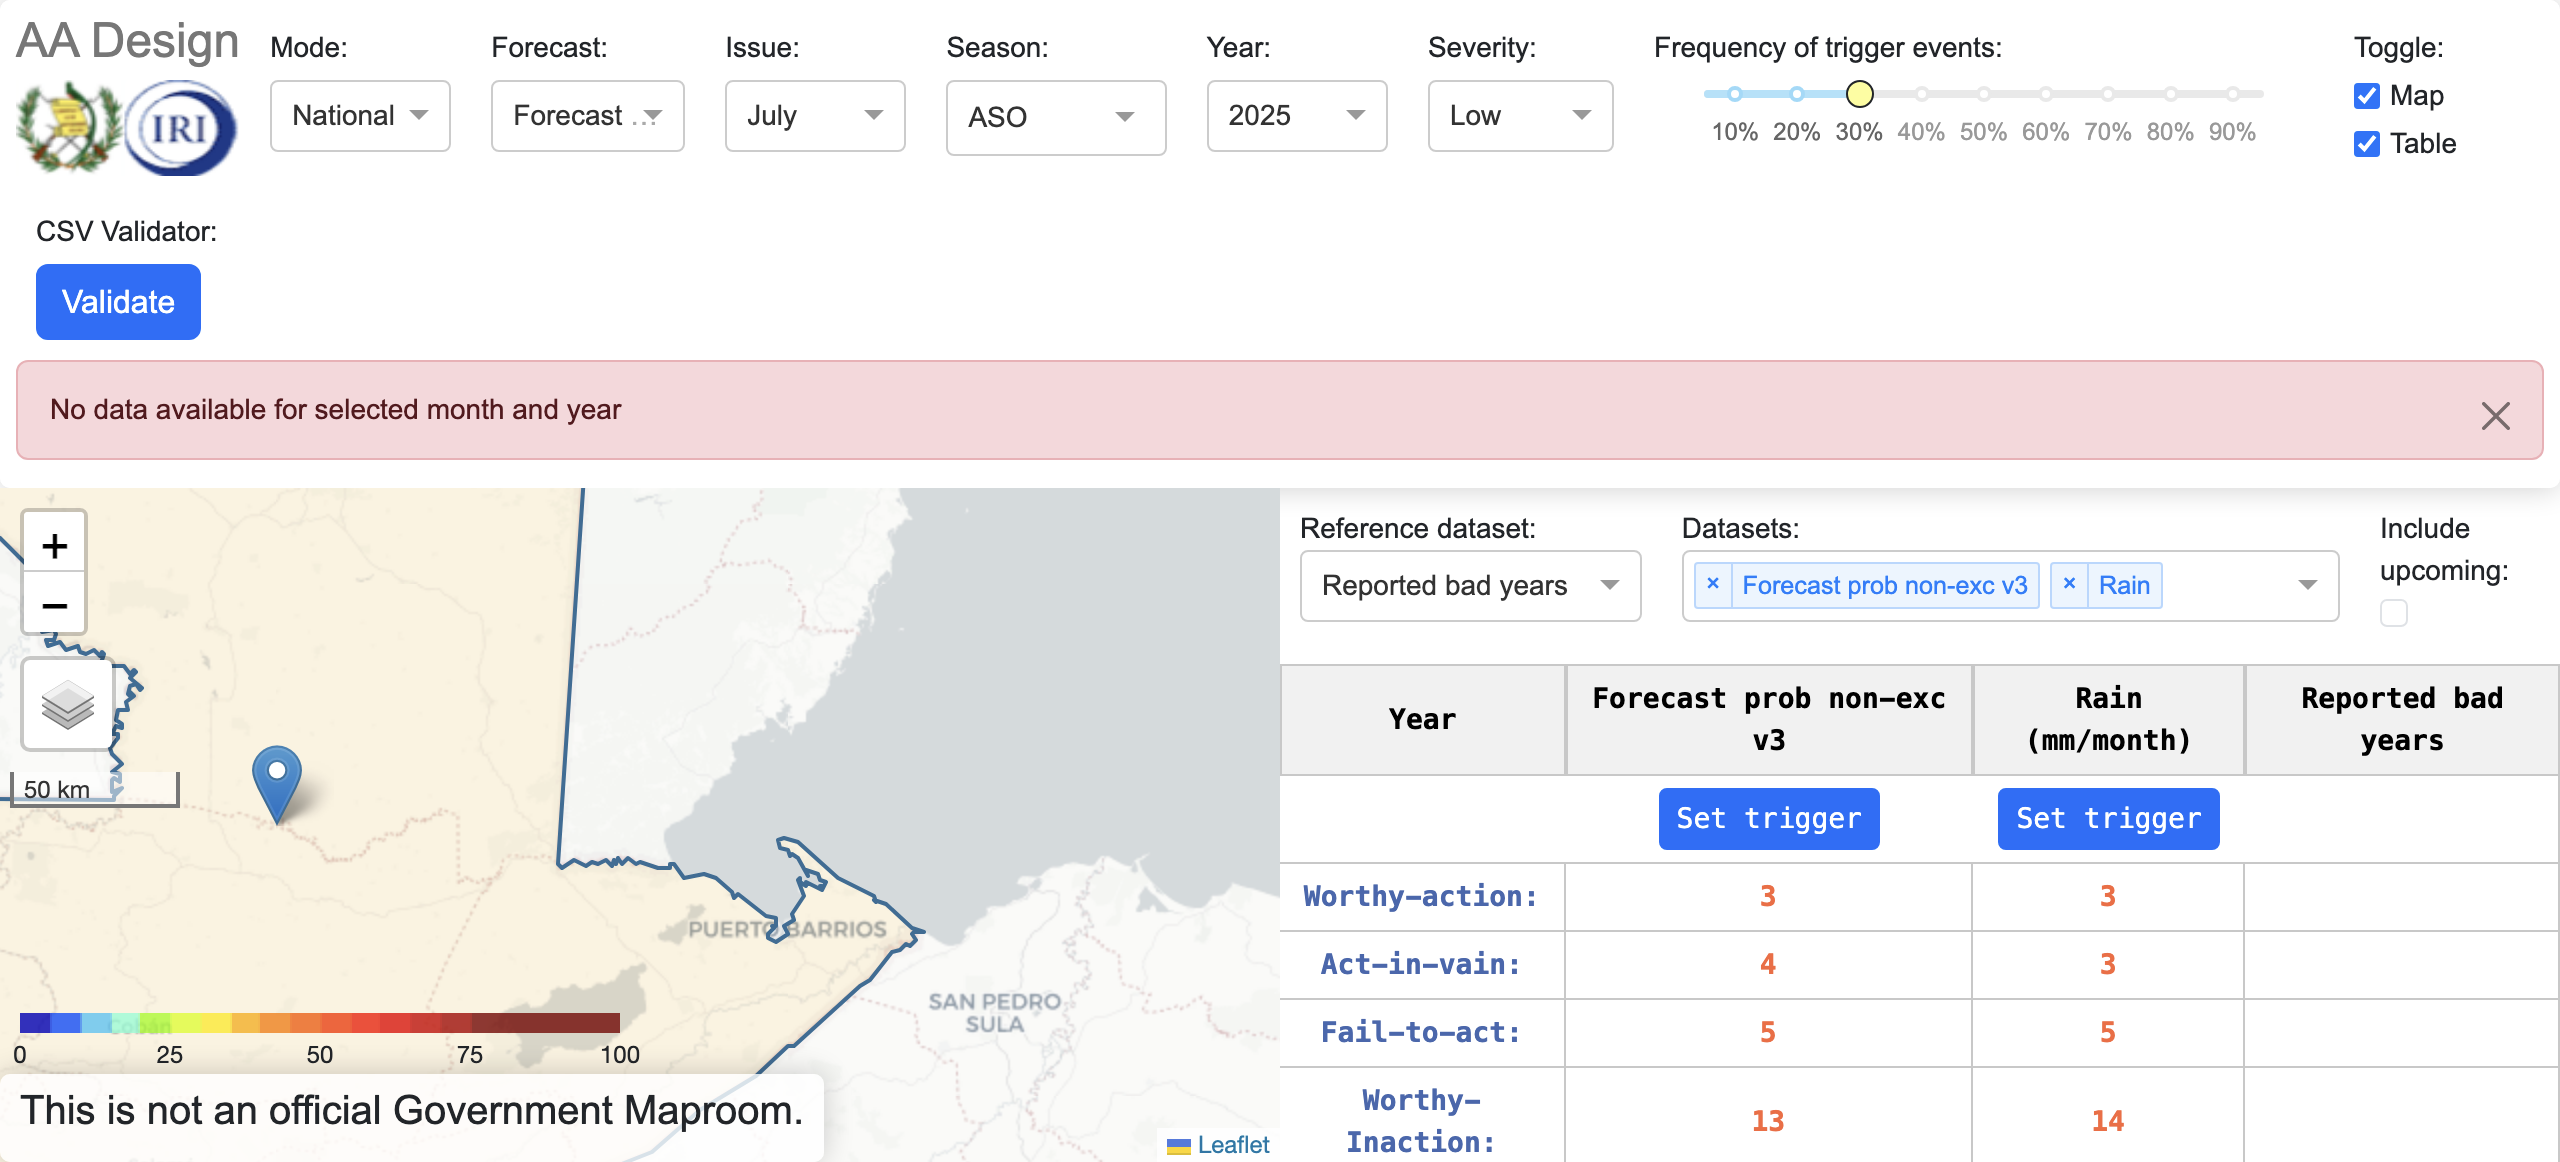 AA Design
IRI
Mode:
National
Forecast:
Forecast ...
Issue:
July
Season:
ASO
Year:
2025
Severity:
Low
Frequency of trigger events:
10% 20% 30% 40% 50% 60% 70% 80% 90%
Toggle:
Map
Table
CSV Validator:
Validate
No data available for selected month and year
+
−
50 km
PUERTO BARRIOS
SAN PEDRO
SULA
Cobán
0 25 50 75 100
This is not an official Government Maproom.
Leaflet
Reference dataset:
Reported bad years
Datasets:
× Forecast prob non-exc v3 × Rain
Include
upcoming:
Year
Forecast prob non-exc
v3
Rain
(mm/month)
Reported bad
years
Set trigger Set trigger
Worthy-action: 3 3
Act-in-vain: 4 3
Fail-to-act: 5 5
Worthy-
Inaction: 13 14